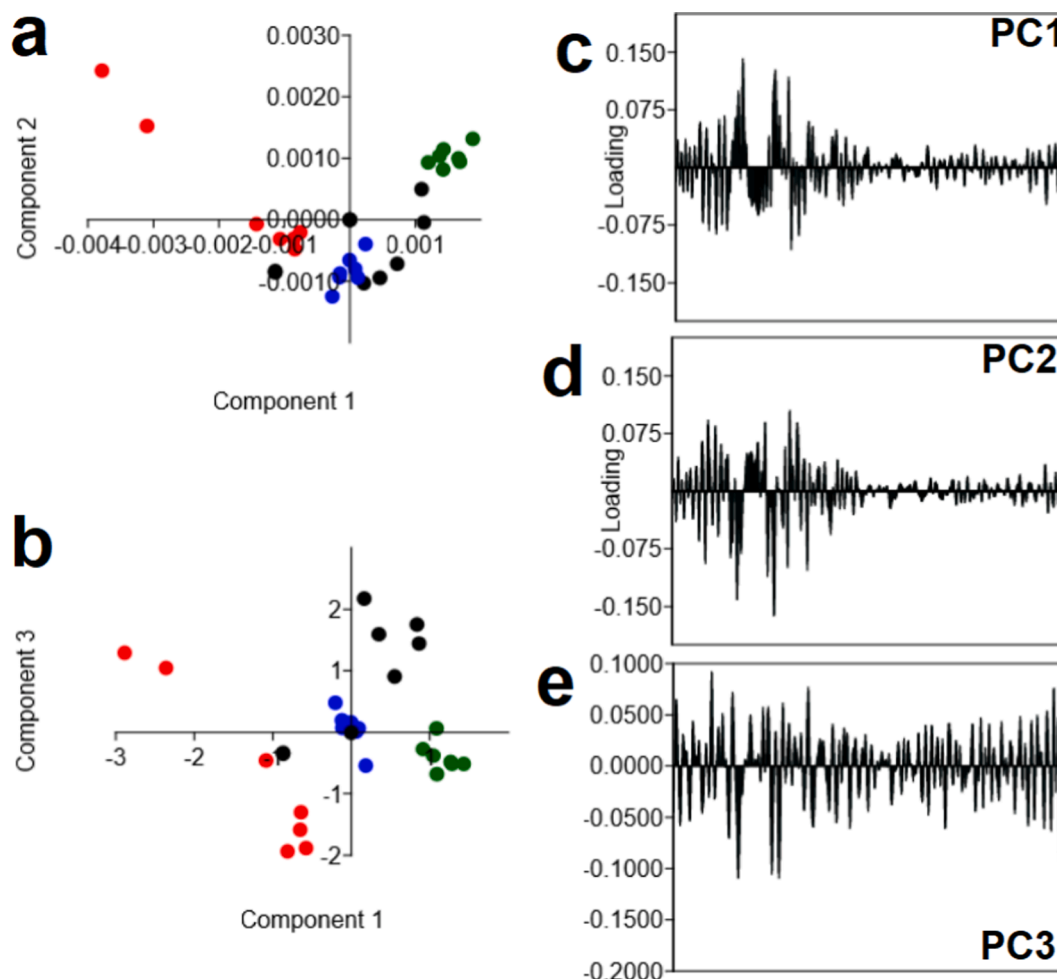 a
Component 2
0.0030
0.0020
0.0010
0.0000
-0.004
-0.003
-0.002
-0.001
0.001
-0.0010
Component 1
b
Component 3
2
1
-3
-2
-1
-1
-2
Component 1
c
PC1
Loading
0.150
0.075
-0.075
-0.150
d
PC2
Loading
0.150
0.075
-0.075
-0.150
e
0.1000
0.0500
0.0000
-0.0500
-0.1000
-0.1500
-0.2000
PC3